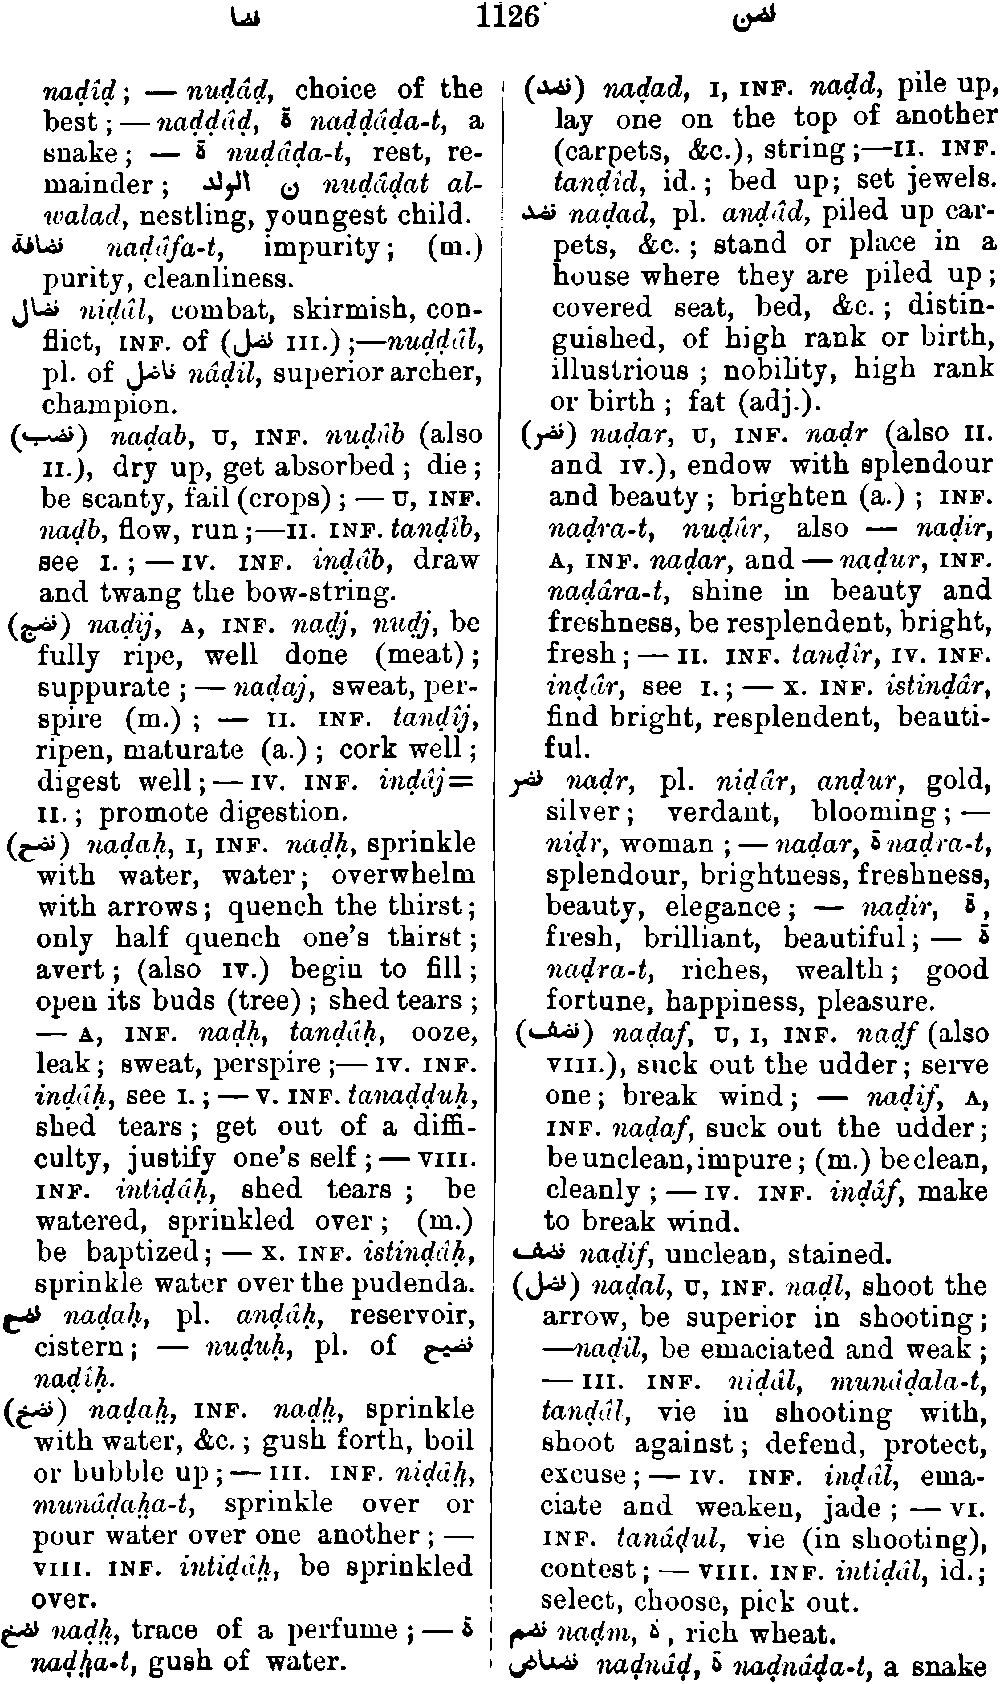 نضا 1126 نضن
naḍîḍ ; — nuḍâḍ, choice of the
best ; — naḍḍâḍ, ة naḍḍâḍa-t, a
snake ; — ة nuḍâḍa-t, rest, re-
mainder ; ن الولد nuḍâḍat al-
walad, nestling, youngest child.
نضافة naḍâfa-t, impurity ; (m.)
purity, cleanliness.
نضال niḍâl, combat, skirmish, con-
flict, INF. of (نضل III.) ;—nuḍḍâl,
pl. of ناضل nâḍil, superior archer,
champion.
(نضب) naḍab, U, INF. nuḍûb (also
II.), dry up, get absorbed ; die ;
be scanty, fail (crops) ; — U, INF.
naḍb, flow, run ;—II. INF. tanḍîb,
see I. ; — IV. INF. inḍâb, draw
and twang the bow-string.
(نضج) naḍij, A, INF. naḍj, nuḍj, be
fully ripe, well done (meat) ;
suppurate ; — naḍaj, sweat, per-
spire (m.) ; — II. INF. tanḍîj,
ripen, maturate (a.) ; cork well ;
digest well ; — IV. INF. inḍâj=
II. ; promote digestion.
(نضح) naḍaḥ, I, INF. naḍḥ, sprinkle
with water, water ; overwhelm
with arrows ; quench the thirst ;
only half quench one's thirst ;
avert ; (also IV.) begin to fill ;
open its buds (tree) ; shed tears ;
— A, INF. naḍḥ, tanḍâḥ, ooze,
leak ; sweat, perspire ;— IV. INF.
inḍâḥ, see I. ; — V. INF. tanaḍḍuḥ,
shed tears ; get out of a diffi-
culty, justify one's self ; — VIII.
INF. intiḍâḥ, shed tears ; be
watered, sprinkled over ; (m.)
be baptized ; — X. INF. istinḍâḥ,
sprinkle water over the pudenda.
نضح naḍaḥ, pl. anḍâḥ, reservoir,
cistern ; — nuḍuḥ, pl. of نضيح
naḍîḥ.
(نضخ) naḍaḫ, INF. naḍḫ, sprinkle
with water, &c. ; gush forth, boil
or bubble up ; — III. INF. niḍâḫ,
munâḍaḫa-t, sprinkle over or
pour water over one another ; —
VIII. INF. intiḍâḫ, be sprinkled
over.
نضخ naḍḫ, trace of a perfume ; — ة
naḍḫa-t, gush of water.
(نضد) naḍad, I, INF. naḍd, pile up,
lay one on the top of another
(carpets, &c.), string ;—II. INF.
tanḍîd, id. ; bed up ; set jewels.
نضد naḍad, pl. anḍâd, piled up car-
pets, &c. ; stand or place in a
house where they are piled up ;
covered seat, bed, &c. ; distin-
guished, of high rank or birth,
illustrious ; nobility, high rank
or birth ; fat (adj.).
(نضر) naḍar, U, INF. naḍr (also II.
and IV.), endow with splendour
and beauty ; brighten (a.) ; INF.
naḍra-t, nuḍûr, also — naḍir,
A, INF. naḍar, and — naḍur, INF.
naḍâra-t, shine in beauty and
freshness, be resplendent, bright,
fresh ; — II. INF. tanḍîr, IV. INF.
inḍâr, see I. ; — X. INF. istinḍâr,
find bright, resplendent, beauti-
ful.
نضر naḍr, pl. niḍâr, anḍur, gold,
silver ; verdant, blooming ; —
niḍr, woman ; — naḍar, ة naḍra-t,
splendour, brightness, freshness,
beauty, elegance ; — naḍir, ة,
fresh, brilliant, beautiful ; — ة
naḍra-t, riches, wealth ; good
fortune, happiness, pleasure.
(نضف) naḍaf, U, I, INF. naḍf (also
VIII.), suck out the udder ; serve
one ; break wind ; — naḍif, A,
INF. naḍaf, suck out the udder ;
be unclean, impure ; (m.) be clean,
cleanly ; — IV. INF. inḍâf, make
to break wind.
نضف naḍif, unclean, stained.
(نضل) naḍal, U, INF. naḍl, shoot the
arrow, be superior in shooting ;
—naḍil, be emaciated and weak ;
— III. INF. niḍâl, munâḍala-t,
tanḍâl, vie in shooting with,
shoot against ; defend, protect,
excuse ; — IV. INF. inḍâl, ema-
ciate and weaken, jade ; — VI.
INF. tanâḍul, vie (in shooting),
contest ; — VIII. INF. intiḍâl, id. ;
select, choose, pick out.
نضم naḍm, ة, rich wheat.
نضناض naḍnâḍ, ة naḍnâḍa-t, a snake